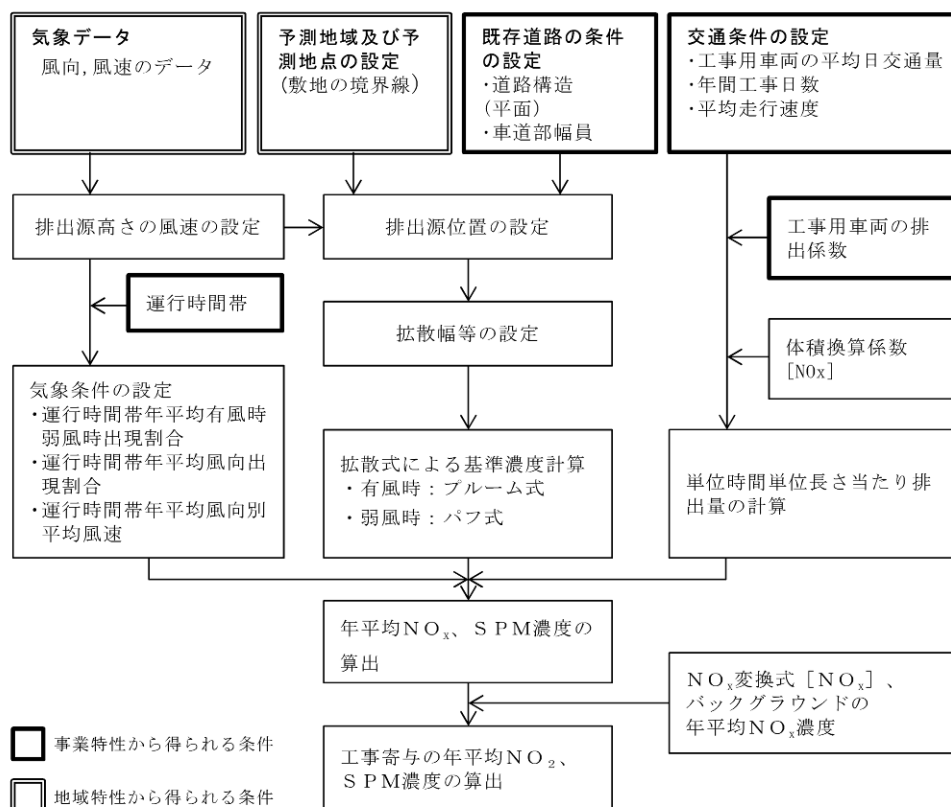 気象データ
風向,風速のデータ
予測地域及び予
測地点の設定
(敷地の境界線)
既存道路の条件
の設定
・道路構造
(平面)
・車道部幅員
交通条件の設定
・工事用車両の平均日交通量
・年間工事日数
・平均走行速度
排出源高さの風速の設定
排出源位置の設定
工事用車両の排
出係数
運行時間帯
拡散幅等の設定
体積換算係数
[NOx]
気象条件の設定
・運行時間帯年平均有風時
弱風時出現割合
・運行時間帯年平均風向出
現割合
・運行時間帯年平均風向別
平均風速
拡散式による基準濃度計算
・有風時：プルーム式
・弱風時：パフ式
単位時間単位長さ当たり排
出量の計算
年平均NOx、SPM濃度の
算出
NOx変換式［NOx］、
バックグラウンドの
年平均NOx濃度
工事寄与の年平均NO₂、
SPM濃度の算出
事業特性から得られる条件
地域特性から得られる条件